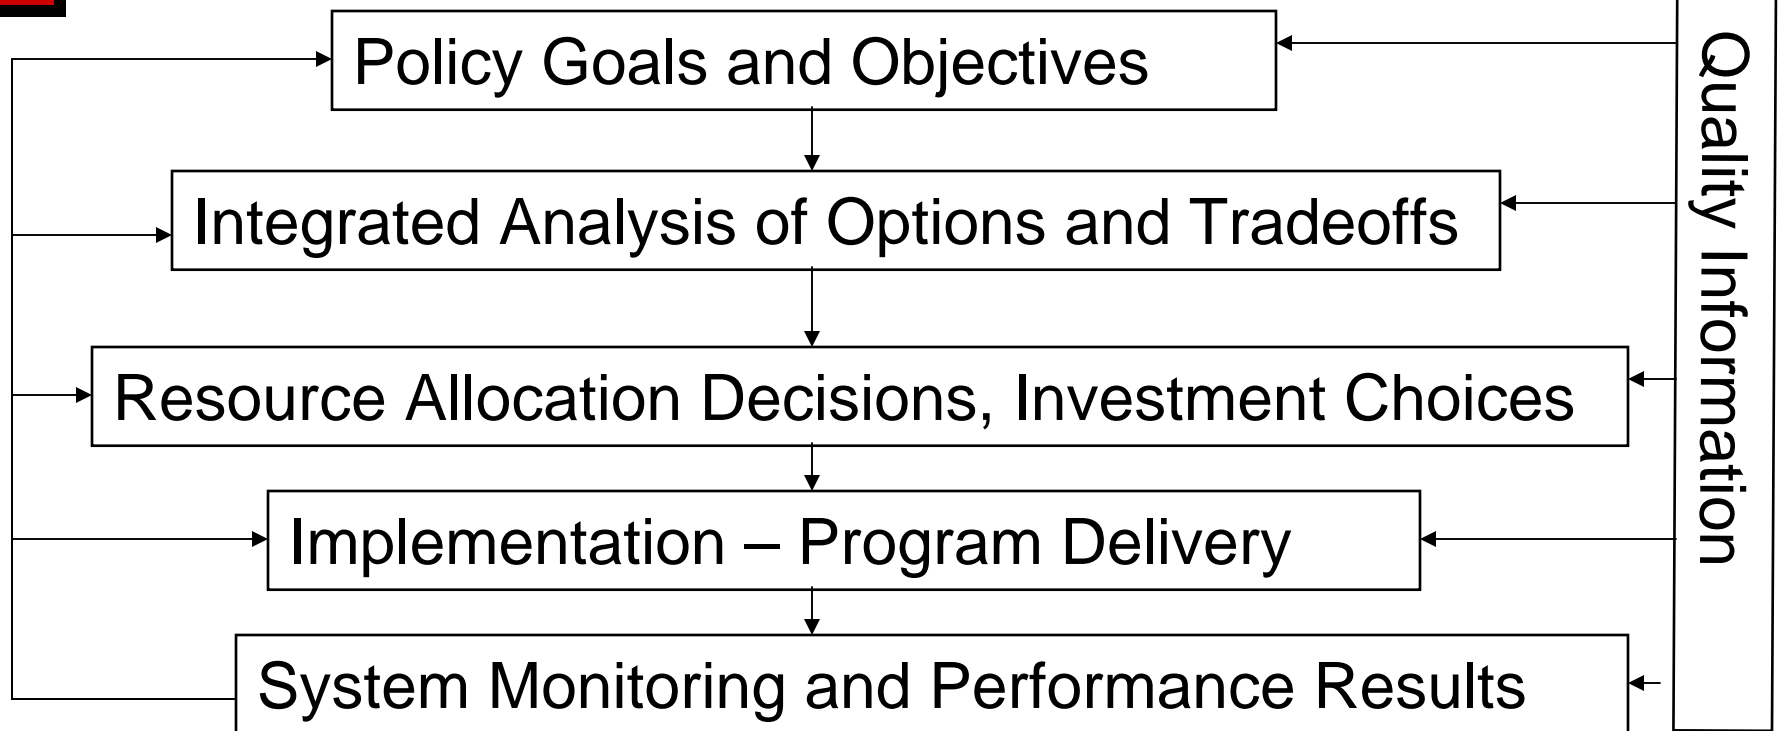 Policy Goals and Objectives
Integrated Analysis of Options and Tradeoffs
Resource Allocation Decisions, Investment Choices
Implementation – Program Delivery
System Monitoring and Performance Results
Quality Information